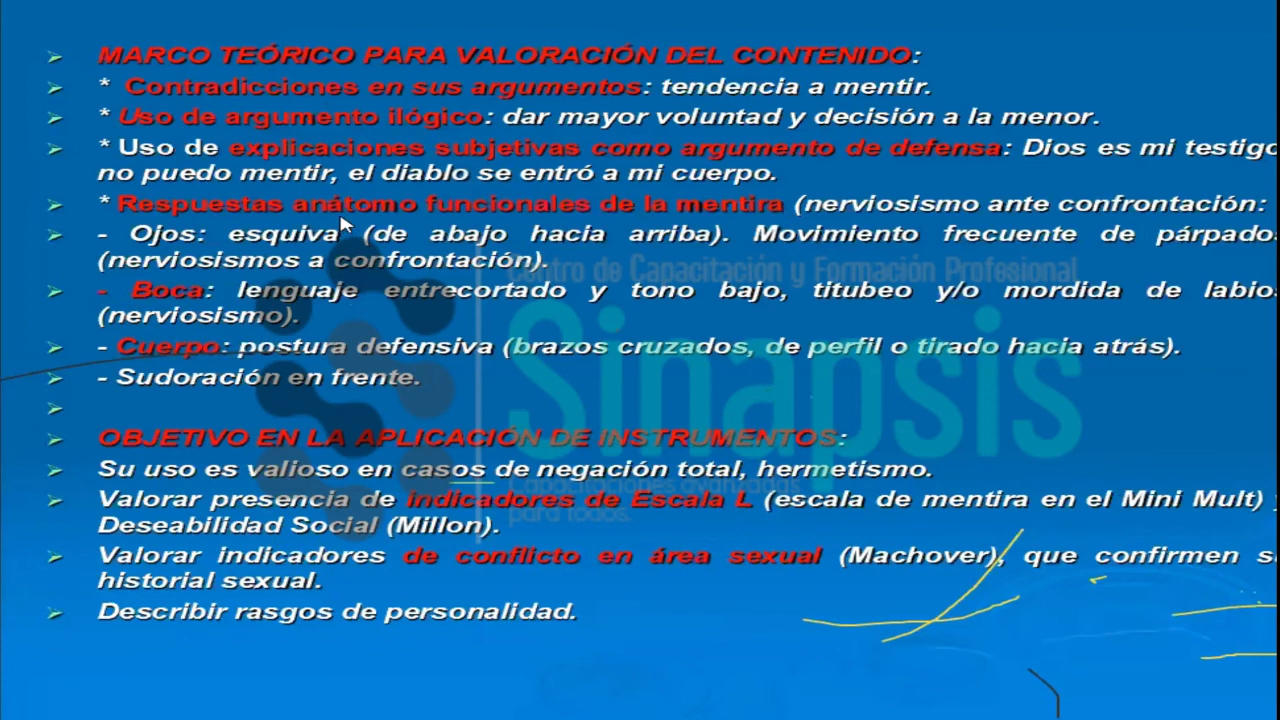 MARCO TEÓRICO PARA VALORACIÓN DEL CONTENIDO:
* Contradicciones en sus argumentos: tendencia a mentir.
* Uso de argumento ilógico: dar mayor voluntad y decisión a la menor.
* Uso de explicaciones subjetivas como argumento de defensa: Dios es mi testigo
no puedo mentir, el diablo se entró a mi cuerpo.
* Respuestas anátomo funcionales de la mentira (nerviosismo ante confrontación:
- Ojos: esquiva (de abajo hacia arriba). Movimiento frecuente de párpado
(nerviosismos a confrontación).
- Boca: lenguaje entrecortado y tono bajo, titubeo y/o mordida de labio
(nerviosismo).
- Cuerpo: postura defensiva (brazos cruzados, de perfil o tirado hacia atrás).
- Sudoración en frente.
OBJETIVO EN LA APLICACIÓN DE INSTRUMENTOS:
Su uso es valioso en casos de negación total, hermetismo.
Valorar presencia de indicadores de Escala L (escala de mentira en el Mini Mult)
Deseabilidad Social (Millon).
Valorar indicadores de conflicto en área sexual (Machover), que confirmen
historial sexual.
Describir rasgos de personalidad.
Centro de Capacitación y Formación Profesional
Sinapsis
Capacitaciones avanzadas
para todos.